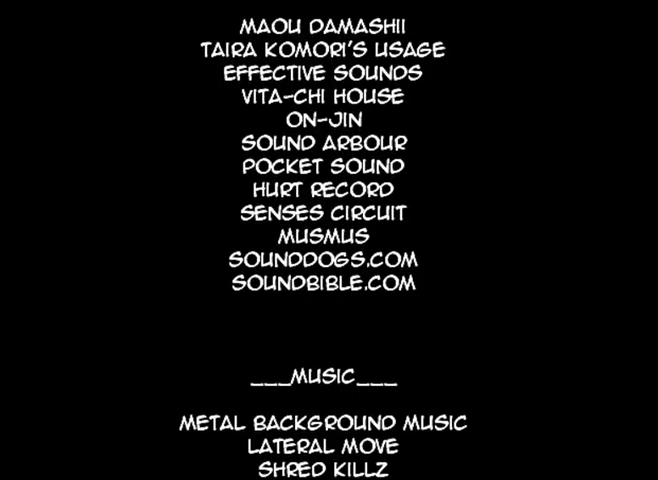 MAOU DAMASHII
TAIRA KOMORI'S USAGE
EFFECTIVE SOUNDS
VITA-CHI HOUSE
ON-JIN
SOUND ARBOUR
POCKET SOUND
HURT RECORD
SENSES CIRCUIT
MUSMUS
SOUNDDOGS.COM
SOUNDBIBLE.COM
___MUSIC___
METAL BACKGROUND MUSIC
LATERAL MOVE
SHRED KILLZ